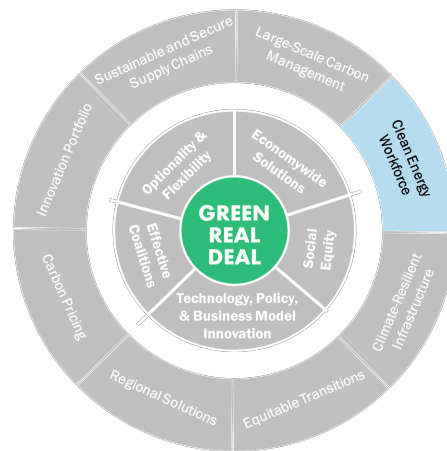 Sustainable and Secure
Supply Chains
Large-Scale Carbon
Management
Clean Energy
Workforce
Climate-Resilient
Infrastructure
Equitable Transitions
Regional Solutions
Carbon Pricing
Innovation Portfolio
Optionality &
Flexibility
Economywide
Solutions
Social
Equity
Technology, Policy,
& Business Model
Innovation
Effective
Coalitions
GREEN
REAL
DEAL